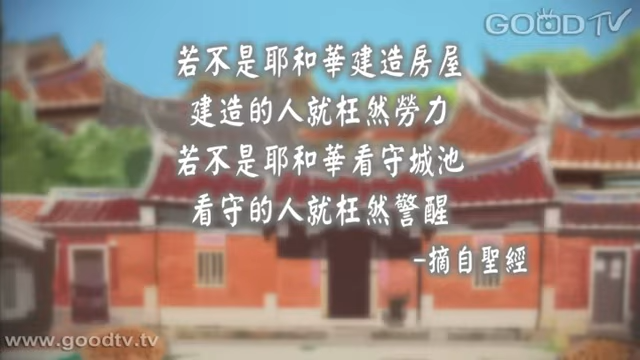 GOOD TV
若不是耶和華建造房屋
建造的人就枉然勞力
若不是耶和華看守城池
看守的人就枉然警醒
-摘自聖經
www.goodtv.tv